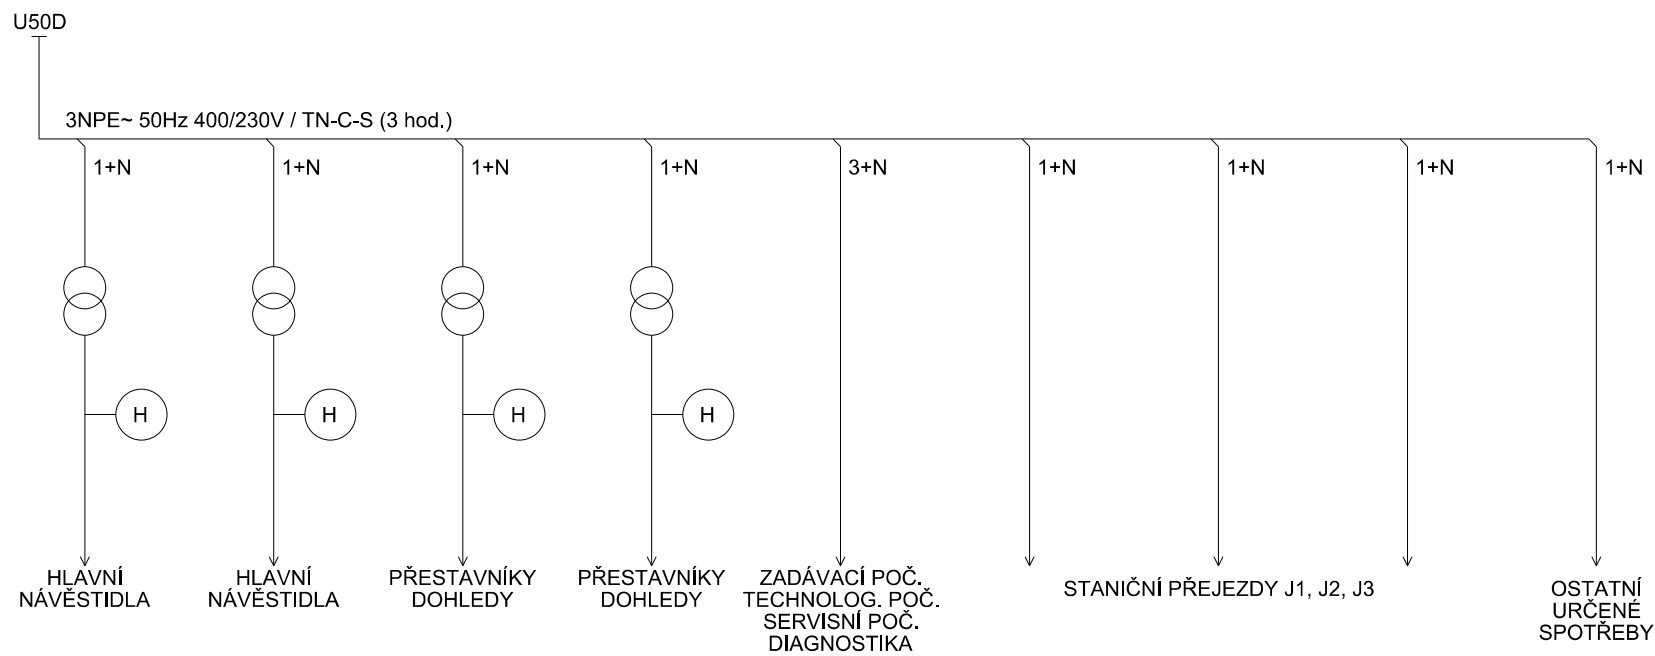 U50D
3NPE~ 50Hz 400/230V / TN-C-S (3 hod.)
1+N
1+N
1+N
1+N
3+N
1+N
1+N
1+N
1+N
H
H
H
H
HLAVNÍ
NÁVĚSTIDLA
HLAVNÍ
NÁVĚSTIDLA
PŘESTAVNÍKY
DOHLEDY
PŘESTAVNÍKY
DOHLEDY
ZADÁVACÍ POČ.
TECHNOLOG. POČ.
SERVISNÍ POČ.
DIAGNOSTIKA
STANIČNÍ PŘEJEZDY J1, J2, J3
OSTATNÍ
URČENÉ
SPOTŘEBY